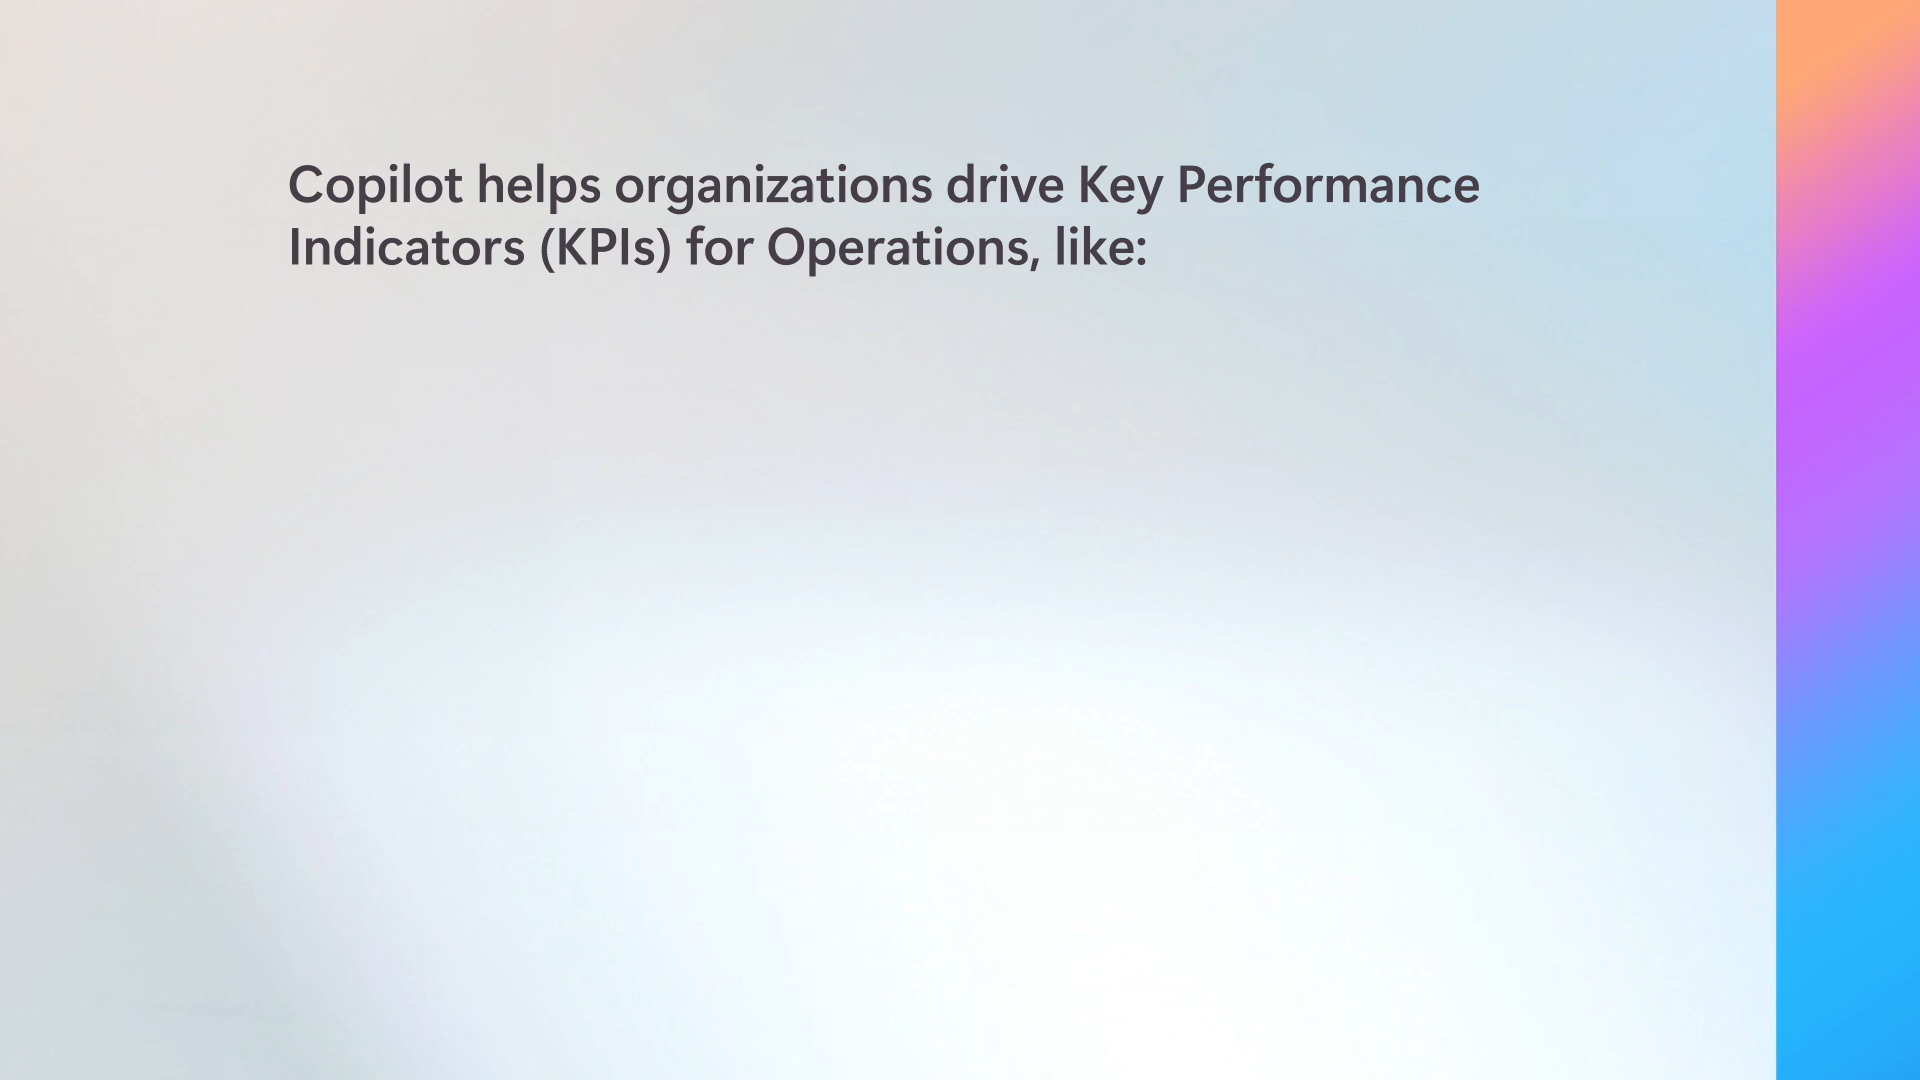 Copilot helps organizations drive Key Performance
Indicators (KPIs) for Operations, like: